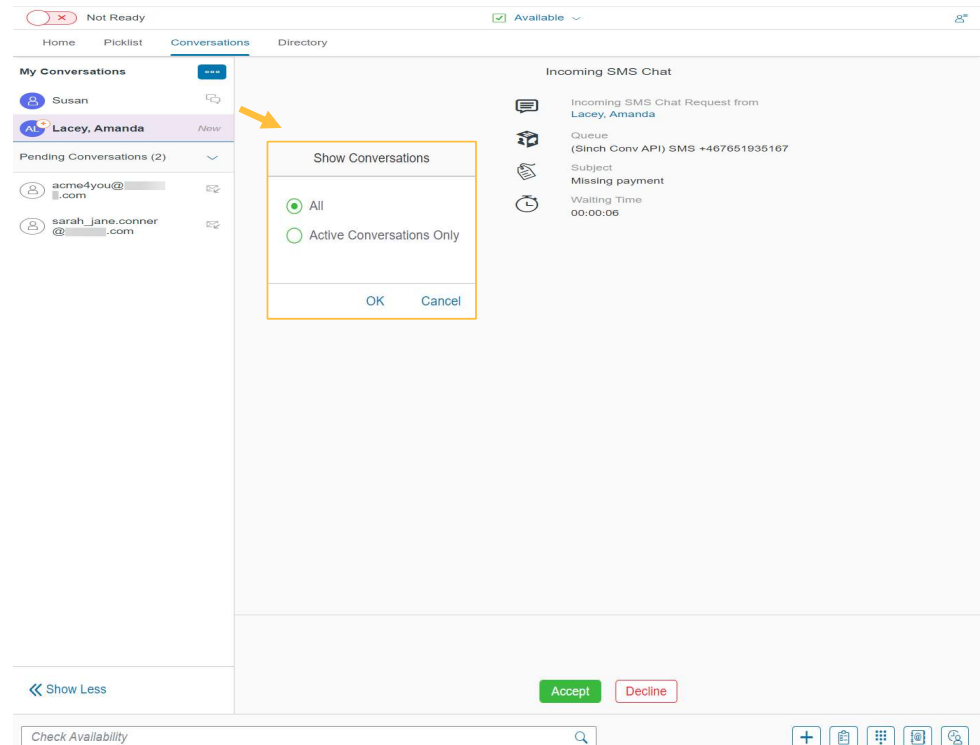 Not Ready
Available
Home Picklist Conversations Directory
My Conversations
Susan
AL Lacey, Amanda New
Pending Conversations (2)
acme4you@
.com
sarah_jane.conner
@ .com
Show Less
Show Conversations
All
Active Conversations Only
OK Cancel
Incoming SMS Chat
Incoming SMS Chat Request from
Lacey, Amanda
Queue
(Sinch Conv API) SMS +467651935167
Subject
Missing payment
Waiting Time
00:00:06
Accept Decline
Check Availability